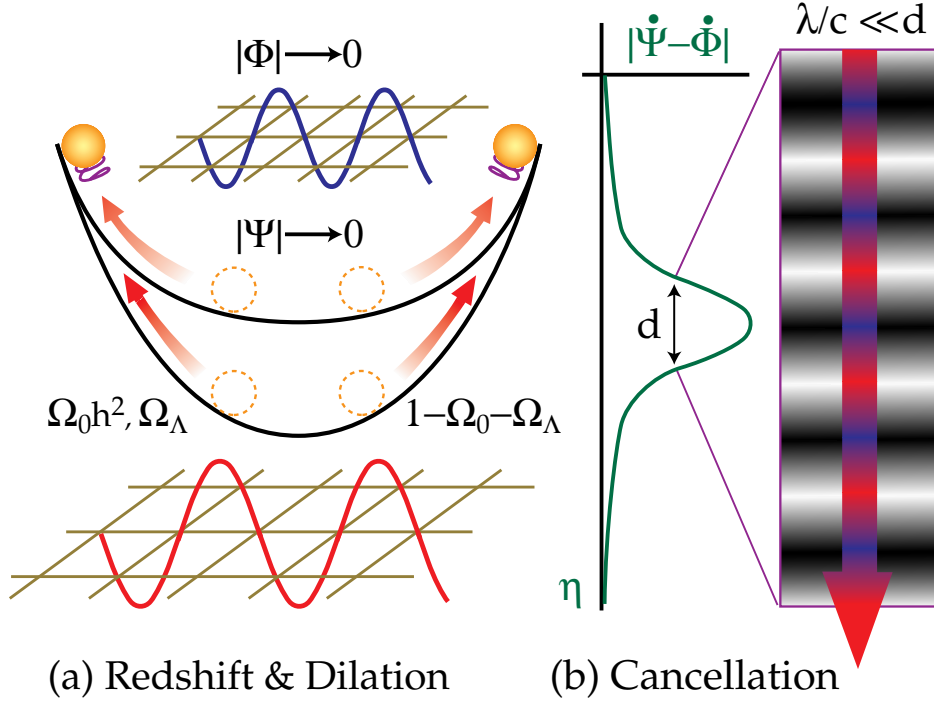 |Φ|→0
|Ψ|→0
Ω₀h², Ω_Λ
1–Ω₀–Ω_Λ
(a) Redshift & Dilation
|Ψ̇–Φ̇|
λ/c ≪d
d
η
(b) Cancellation